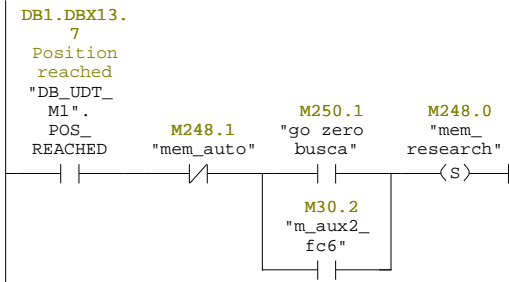 DB1.DBX13.
7
Position
reached
"DB_UDT_
M1".
POS_
REACHED
M248.1
"mem_auto"
M250.1
"go zero
busca"
M248.0
"mem_
research"
S
M30.2
"m_aux2_
fc6"